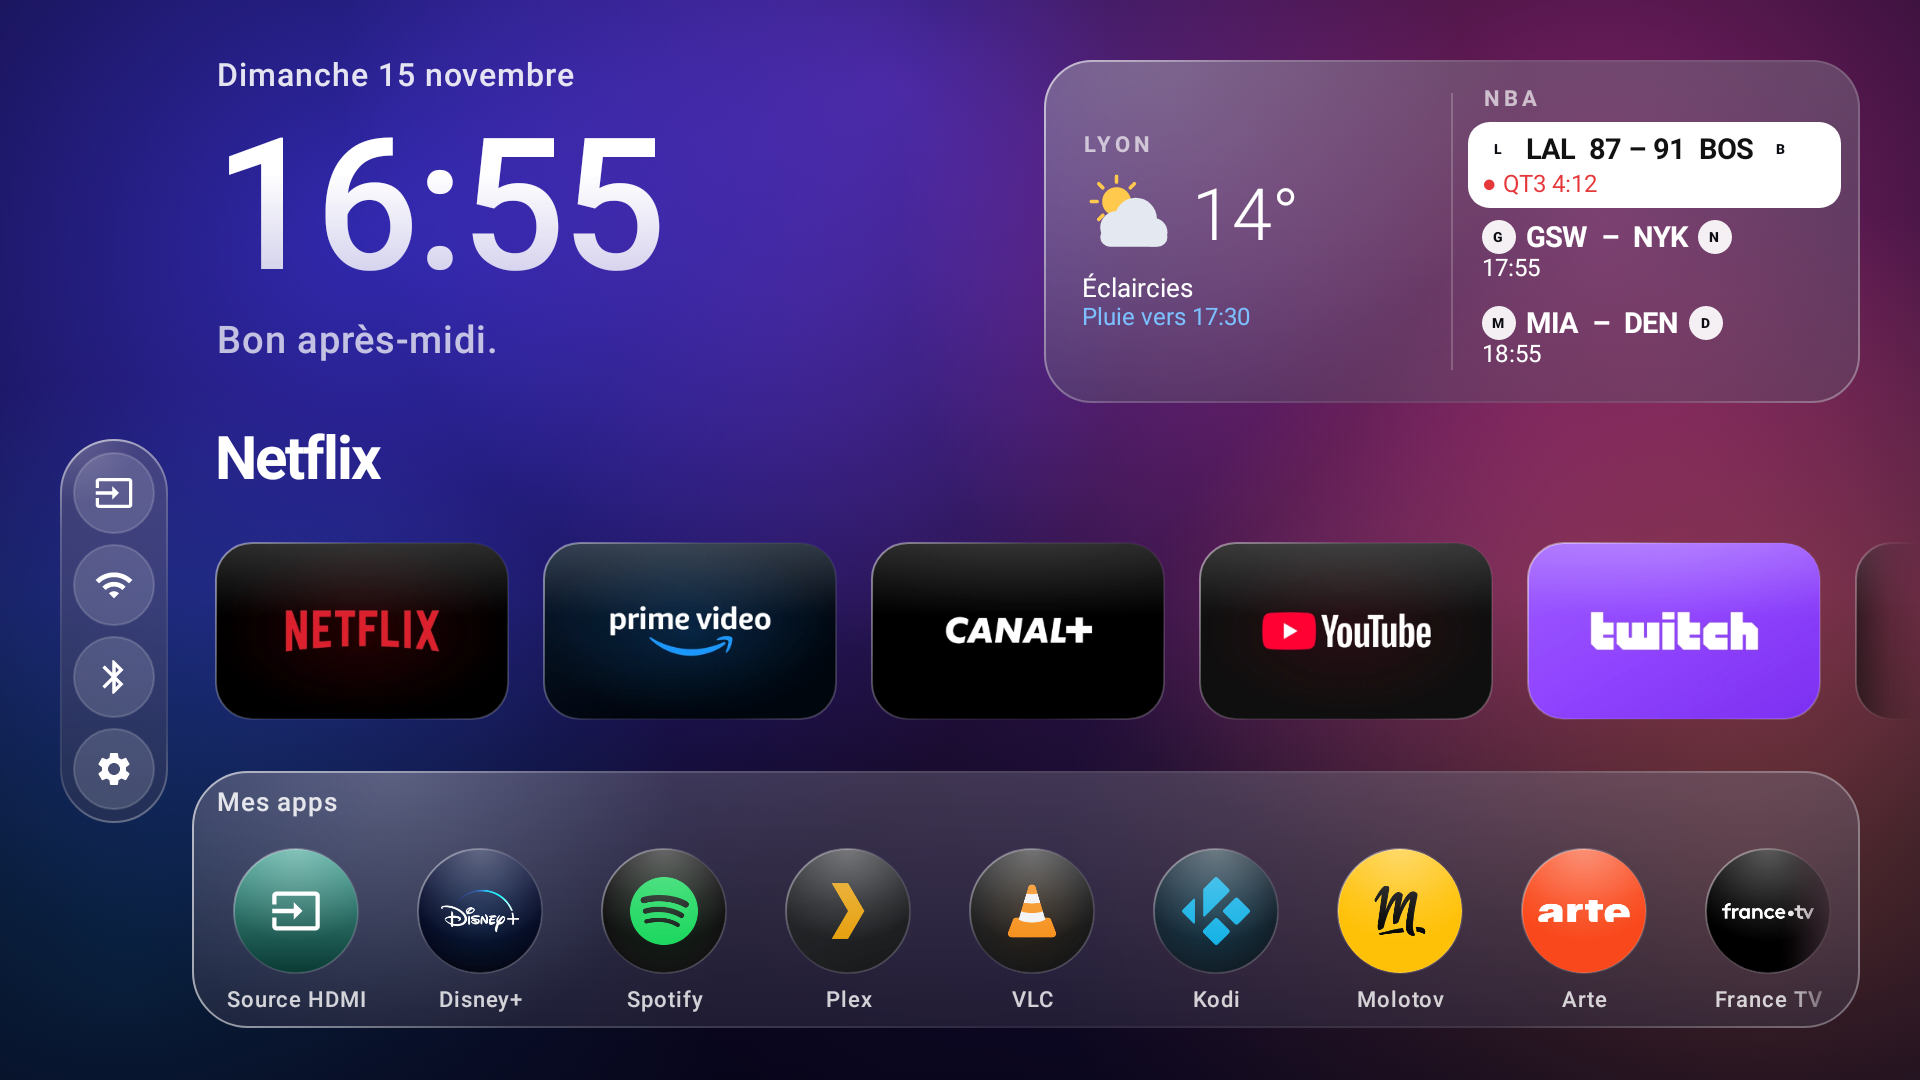 Dimanche 15 novembre
16:55
Bon après-midi.
LYON
14°
Éclaircies
Pluie vers 17:30
NBA
L LAL 87 – 91 BOS B
QT3 4:12
G GSW – NYK N
17:55
M MIA – DEN D
18:55
Netflix
NETFLIX
prime video
CANAL+
YouTube
twitch
Mes apps
Disney+
M.
arte
france•tv
Source HDMI
Disney+
Spotify
Plex
VLC
Kodi
Molotov
Arte
France TV